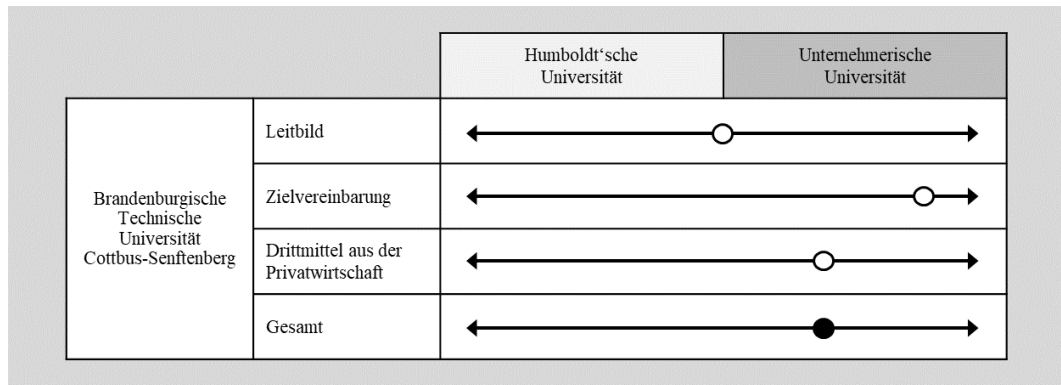 Humboldt‘sche
Universität
Unternehmerische
Universität
Brandenburgische
Technische
Universität
Cottbus-Senftenberg
Leitbild
Zielvereinbarung
Drittmittel aus der
Privatwirtschaft
Gesamt